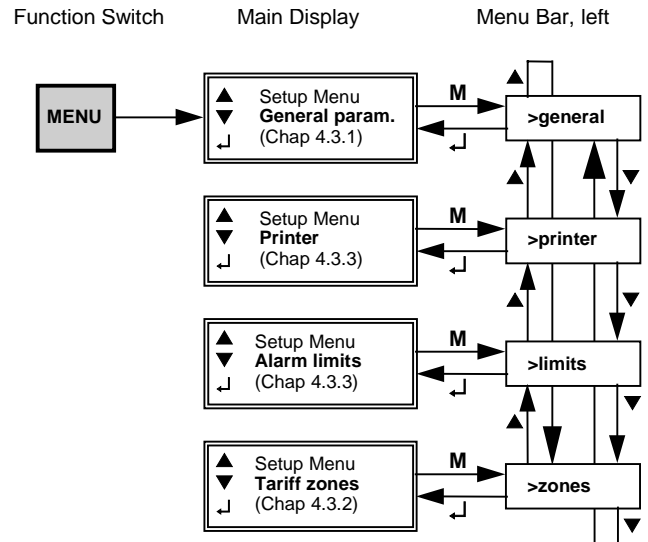 Function Switch Main Display Menu Bar, left
MENU
▲ Setup Menu
▼ General param.
↵ (Chap 4.3.1)
M
↵
▲
>general
▲
▼
▲ Setup Menu
▼ Printer
↵ (Chap 4.3.3)
M
↵
>printer
▲
▼
▲ Setup Menu
▼ Alarm limits
↵ (Chap 4.3.3)
M
↵
>limits
▲
▼
▲ Setup Menu
▼ Tariff zones
↵ (Chap 4.3.2)
M
↵
>zones
▼